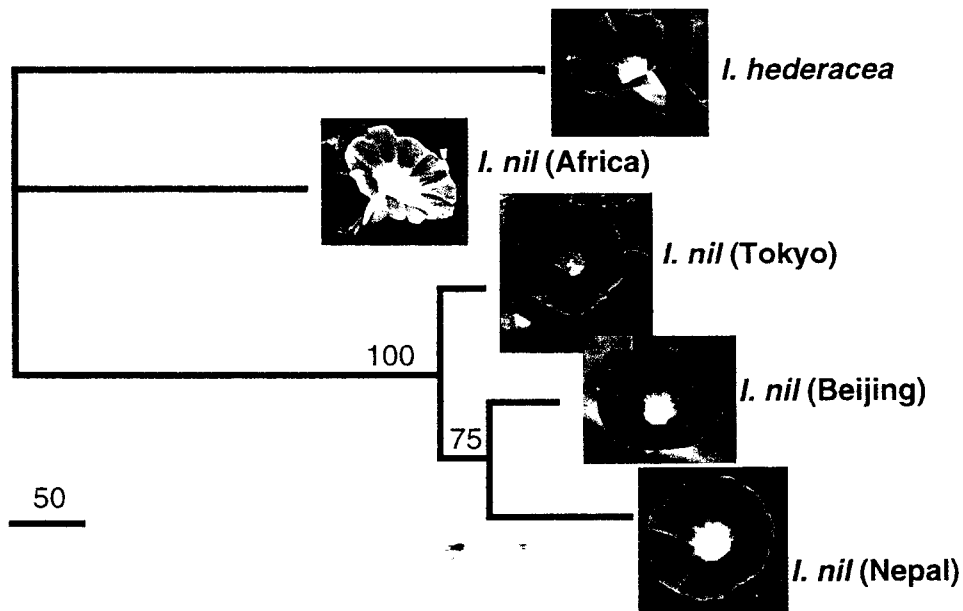 I. hederacea
I. nil (Africa)
I. nil (Tokyo)
100
I. nil (Beijing)
75
50
I. nil (Nepal)